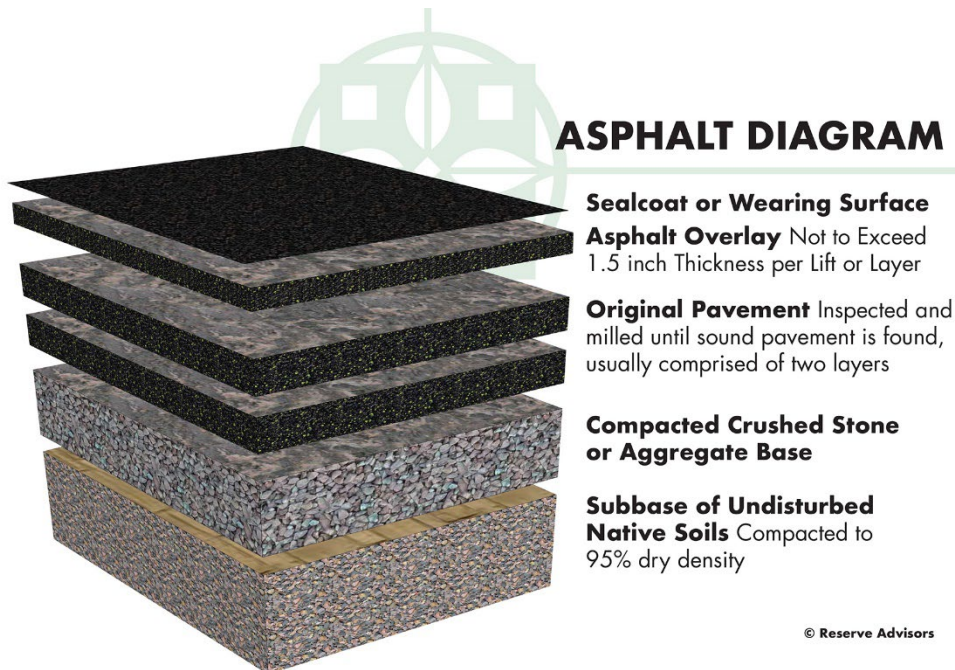 ASPHALT DIAGRAM
Sealcoat or Wearing Surface
Asphalt Overlay Not to Exceed
1.5 inch Thickness per Lift or Layer
Original Pavement Inspected and
milled until sound pavement is found,
usually comprised of two layers
Compacted Crushed Stone
or Aggregate Base
Subbase of Undisturbed
Native Soils Compacted to
95% dry density
© Reserve Advisors